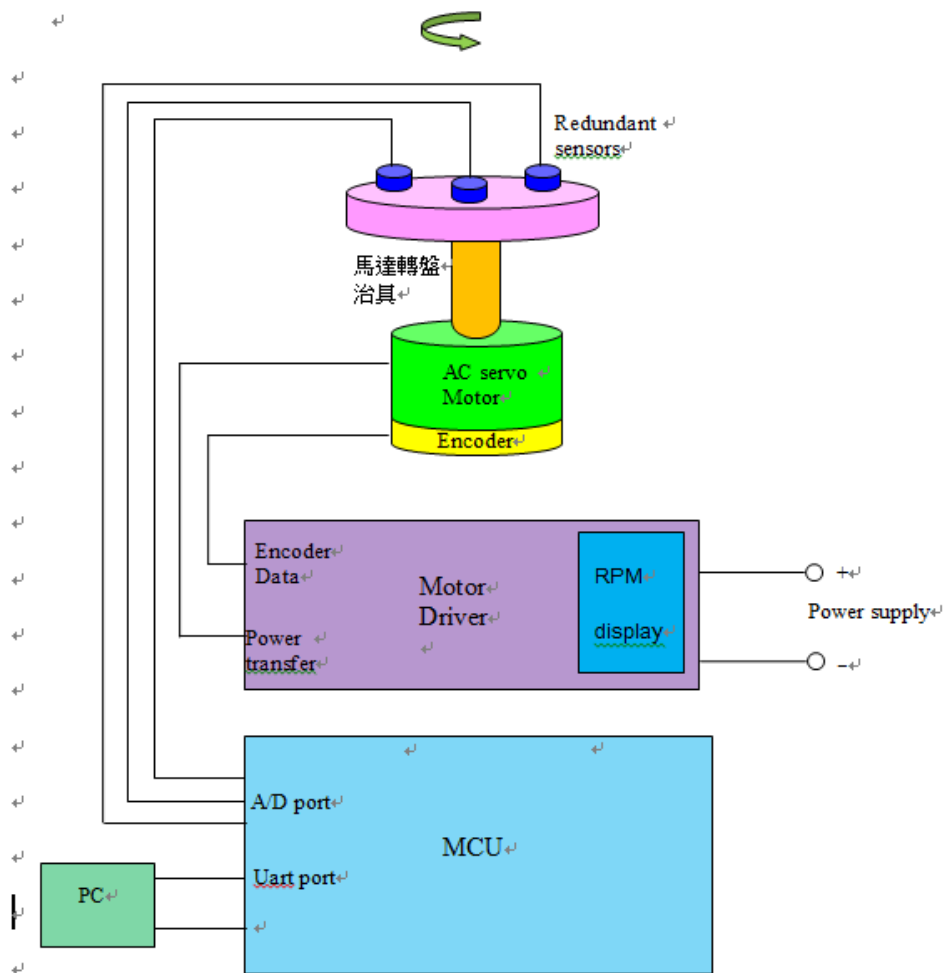 Redundant
sensors
馬達轉盤
治具
AC servo
Motor
Encoder
Encoder
Data
Motor
Driver
RPM
display
Power
transfer
+
Power supply
−
A/D port
MCU
Uart port
PC